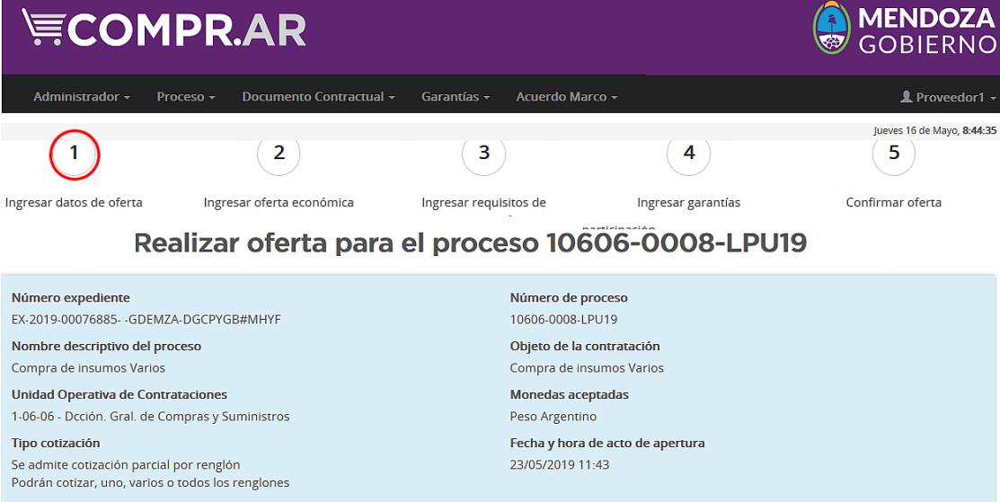 COMPR.AR
MENDOZA
GOBIERNO
Administrador
Proceso
Documento Contractual
Garantías
Acuerdo Marco
Proveedor1
Jueves 16 de Mayo, 8:44:35
1
2
3
4
5
Ingresar datos de oferta
Ingresar oferta económica
Ingresar requisitos de
Ingresar garantías
Confirmar oferta
Realizar oferta para el proceso 10606-0008-LPU19
Número expediente
EX-2019-00076885- -GDEMZA-DGCPYGB#MHYF
Número de proceso
10606-0008-LPU19
Nombre descriptivo del proceso
Compra de insumos Varios
Objeto de la contratación
Compra de insumos Varios
Unidad Operativa de Contrataciones
1-06-06 - Dcción. Gral. de Compras y Suministros
Monedas aceptadas
Peso Argentino
Tipo cotización
Se admite cotización parcial por renglón
Podrán cotizar, uno, varios o todos los renglones
Fecha y hora de acto de apertura
23/05/2019 11:43